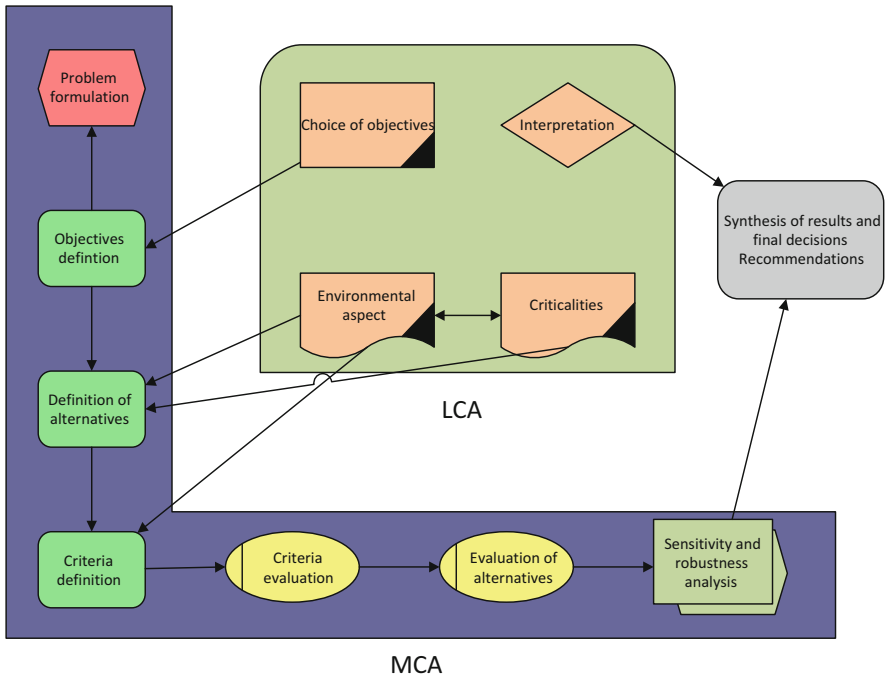 Problem
formulation
Choice of objectives
Interpretation
Objectives
defintion
Synthesis of results and
final decisions
Recommendations
Environmental
aspect
Criticalities
Definition of
alternatives
LCA
Criteria
definition
Criteria
evaluation
Evaluation of
alternatives
Sensitivity and
robustness
analysis
MCA